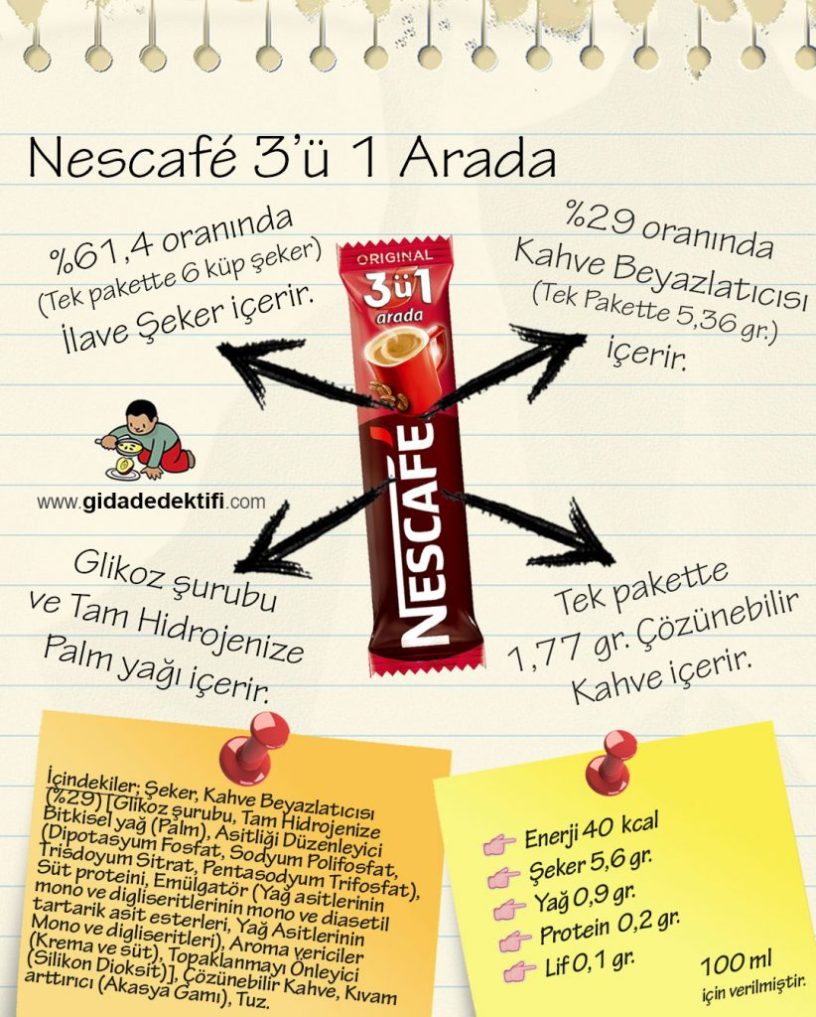 Nescafé 3'ü 1 Arada
%61,4 oranında
(Tek pakette 6 küp şeker)
İlave Şeker içerir.
%29 oranında
Kahve Beyazlatıcısı
(Tek Pakette 5,36 gr.)
içerir.
ORIGINAL
3ü1
arada
NESCAFÉ
www.gidadedektifi.com
Glikoz şurubu
ve Tam Hidrojenize
Palm yağı içerir.
Tek pakette
1,77 gr. Çözünebilir
Kahve içerir.
İçindekiler; Şeker, Kahve Beyazlatıcısı
(%29) [Glikoz şurubu, Tam Hidrojenize
Bitkisel yağ (Palm), Asitliği Düzenleyici
(Dipotasyum Fosfat, Sodyum Polifosfat,
Trisdoyum Sitrat, Pentasodyum Trifosfat),
Süt proteini, Emülgatör (Yağ asitlerinin
mono ve digliseritlerinin mono ve diasetil
tartarik asit esterleri, Yağ Asitlerinin
Mono ve digliseritleri), Aroma vericiler
(Krema ve süt), Topaklanmayı Önleyici
(Silikon Dioksit)], Çözünebilir Kahve, Kıvam
arttırıcı (Akasya Gamı), Tuz.
Enerji 40 kcal
Şeker 5,6 gr.
Yağ 0,9 gr.
Protein 0,2 gr.
Lif 0,1 gr.
100 ml
için verilmiştir.